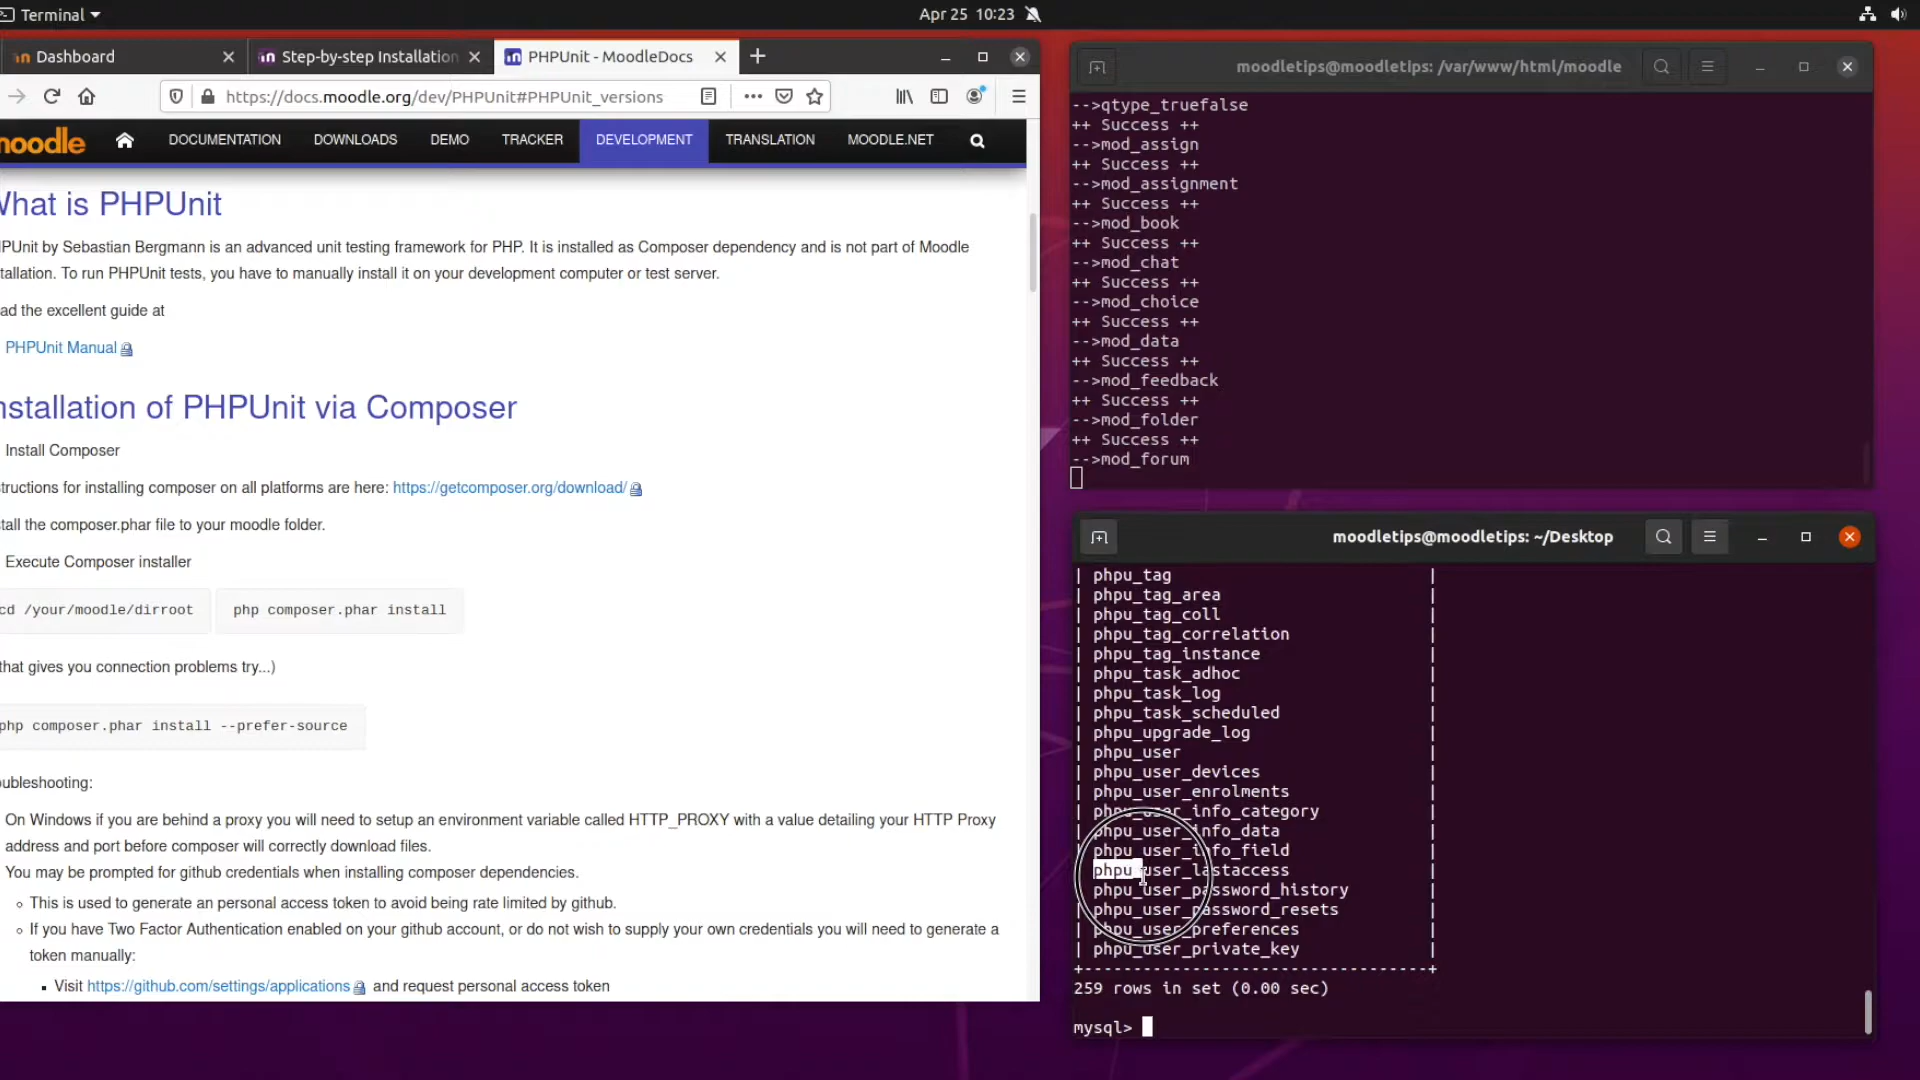 Terminal
Apr 25 10:23
Dashboard
Step-by-step Installation
PHPUnit - MoodleDocs
https://docs.moodle.org/dev/PHPUnit#PHPUnit_versions
moodle
DOCUMENTATION
DOWNLOADS
DEMO
TRACKER
DEVELOPMENT
TRANSLATION
MOODLE.NET
What is PHPUnit
PUnit by Sebastian Bergmann is an advanced unit testing framework for PHP. It is installed as Composer dependency and is not part of Moodle
tallation. To run PHPUnit tests, you have to manually install it on your development computer or test server.
ad the excellent guide at
PHPUnit Manual
nstallation of PHPUnit via Composer
Install Composer
tructions for installing composer on all platforms are here: https://getcomposer.org/download/
tall the composer.phar file to your moodle folder.
Execute Composer installer
cd /your/moodle/dirroot
php composer.phar install
that gives you connection problems try...)
php composer.phar install --prefer-source
oubleshooting:
On Windows if you are behind a proxy you will need to setup an environment variable called HTTP_PROXY with a value detailing your HTTP Proxy
address and port before composer will correctly download files.
You may be prompted for github credentials when installing composer dependencies.
This is used to generate an personal access token to avoid being rate limited by github.
If you have Two Factor Authentication enabled on your github account, or do not wish to supply your own credentials you will need to generate a
token manually:
Visit https://github.com/settings/applications and request personal access token
moodletips@moodletips: /var/www/html/moodle
-->qtype_truefalse
++ Success ++
-->mod_assign
++ Success ++
-->mod_assignment
++ Success ++
-->mod_book
++ Success ++
-->mod_chat
++ Success ++
-->mod_choice
++ Success ++
-->mod_data
++ Success ++
-->mod_feedback
++ Success ++
-->mod_folder
++ Success ++
-->mod_forum
moodletips@moodletips: ~/Desktop
| phpu_tag |
| phpu_tag_area |
| phpu_tag_coll |
| phpu_tag_correlation |
| phpu_tag_instance |
| phpu_task_adhoc |
| phpu_task_log |
| phpu_task_scheduled |
| phpu_upgrade_log |
| phpu_user |
| phpu_user_devices |
| phpu_user_enrolments |
| phpu_user_info_category |
| phpu_user_info_data |
| phpu_user_info_field |
| phpu_user_lastaccess |
| phpu_user_password_history |
| phpu_user_password_resets |
| phpu_user_preferences |
| phpu_user_private_key |
+-----------------------------------+
259 rows in set (0.00 sec)
mysql>